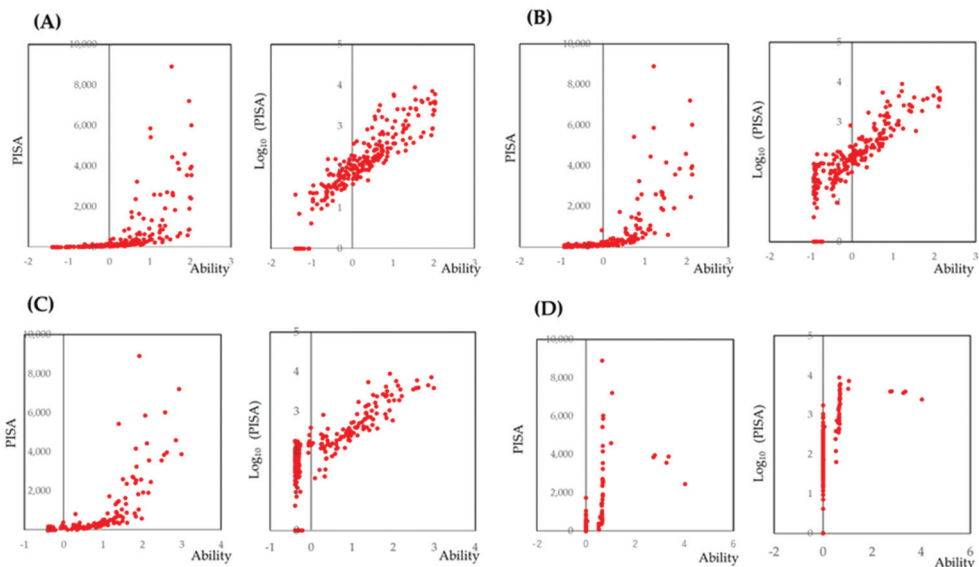 (A)
10,000
8,000
6,000
4,000
2,000
PISA
-2 -1 0 1 2 3
Ability
5
4
3
2
1
0
Log₁₀ (PISA)
-2 -1 0 1 2 3
Ability
(B)
10,000
8,000
6,000
4,000
2,000
PISA
-2 -1 0 1 2 3
Ability
5
4
3
1
0
Log₁₀ (PISA)
-2 -1 0 1 2 3
Ability
(C)
10,000
8,000
6,000
4,000
2,000
0
PISA
-1 0 1 2 3 4
Ability
5
4
3
0
Log₁₀ (PISA)
-1 0 1 2 3 4
Ability
(D)
10,000
8,000
6,000
4,000
2,000
0
PISA
-2 0 2 4 6
Ability
5
4
3
2
1
0
Log₁₀ (PISA)
-2 0 2 4 6
Ability